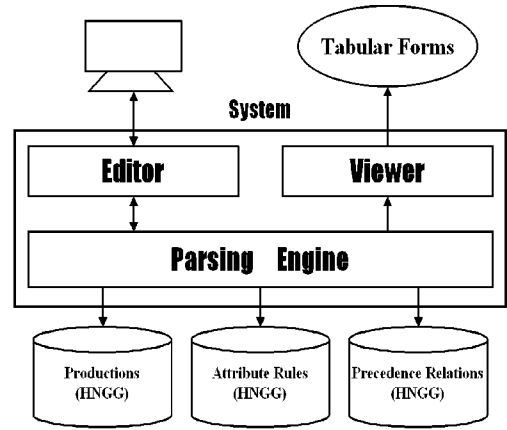 Tabular Forms
System
Editor
Viewer
Parsing Engine
Productions
(HNGG)
Attribute Rules
(HNGG)
Precedence Relations
(HNGG)